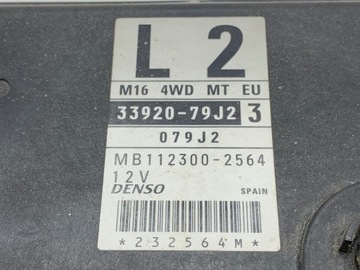 L 2
M16 4WD MT EU
33920-79J2 3
079J2
MB112300-2564
12V
DENSO SPAIN
*232564M*